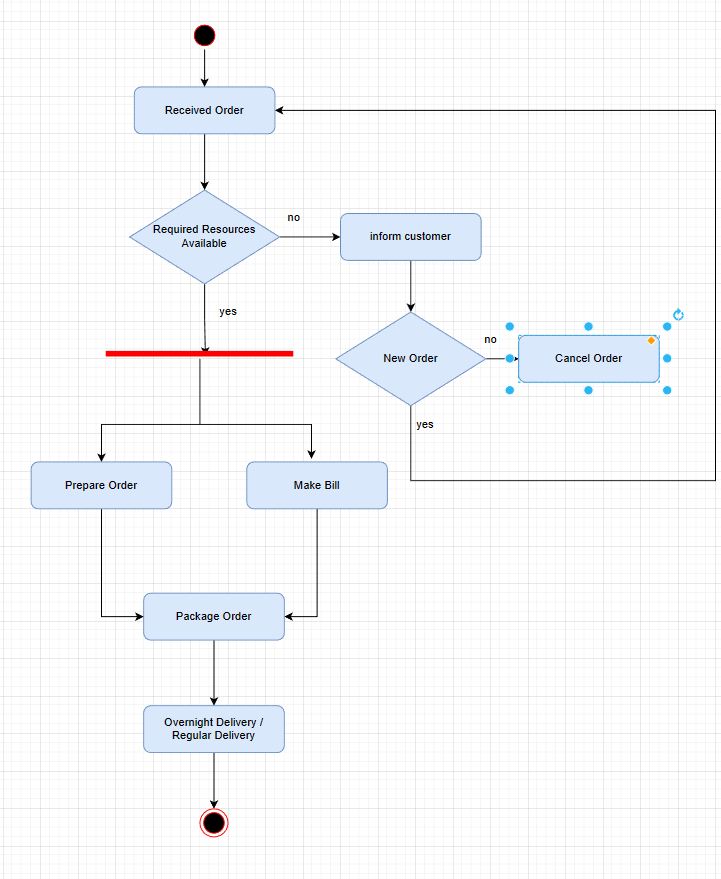 Received Order
Required Resources
Available
no
inform customer
yes
New Order
no
Cancel Order
yes
Prepare Order
Make Bill
Package Order
Overnight Delivery /
Regular Delivery